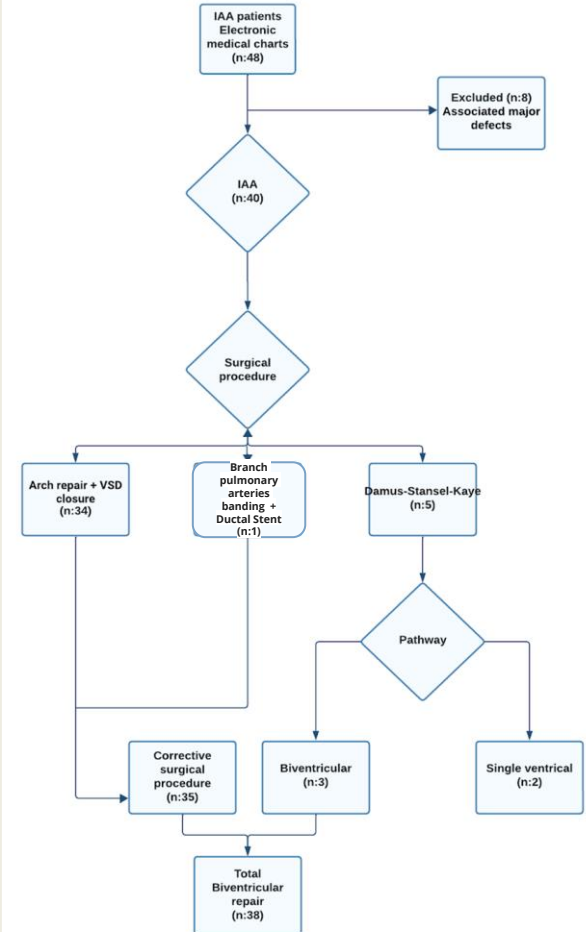 IAA patients
Electronic
medical charts
(n:48)
Excluded (n:8)
Associated major
defects
IAA
(n:40)
Surgical
procedure
Arch repair + VSD
closure
(n:34)
Branch
pulmonary
arteries
banding +
Ductal Stent
(n:1)
Damus-Stansel-Kaye
(n:5)
Pathway
Corrective
surgical
procedure
(n:35)
Biventricular
(n:3)
Single ventrical
(n:2)
Total
Biventricular
repair
(n:38)